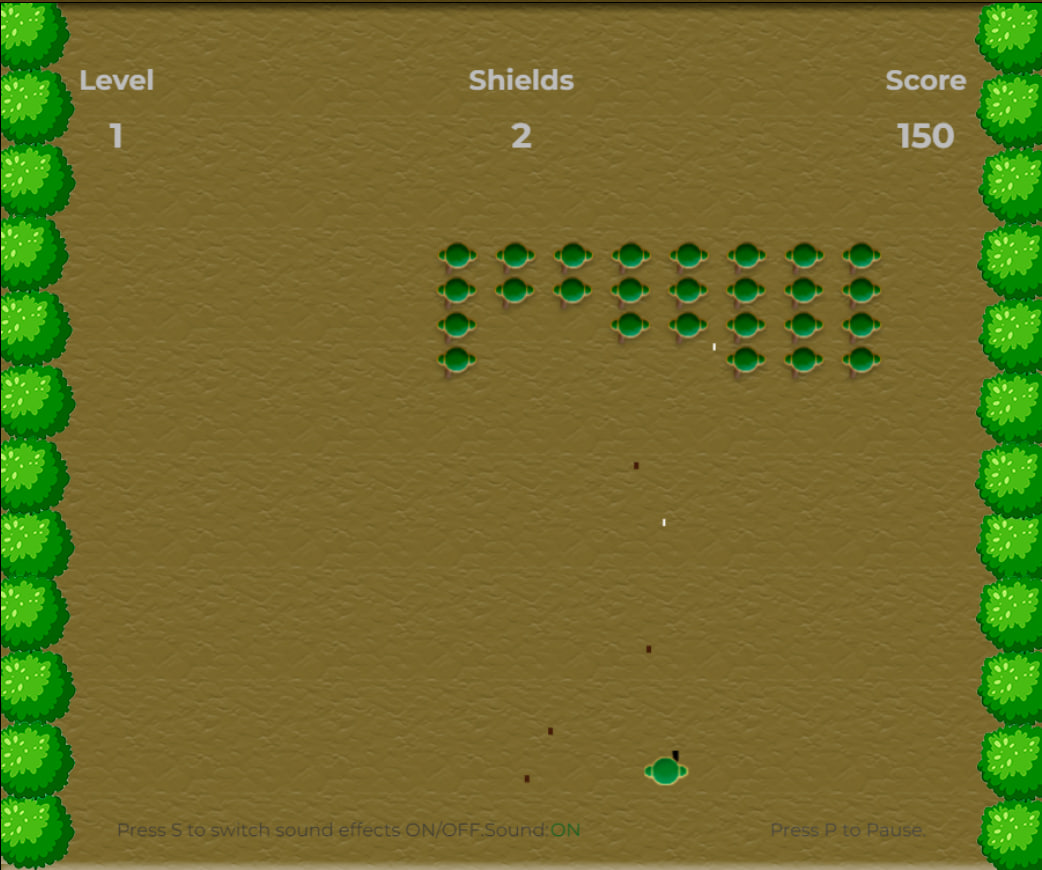 Level Shields Score
1 2 150
Press S to switch sound effects ON/OFF.Sound:ON Press P to Pause.